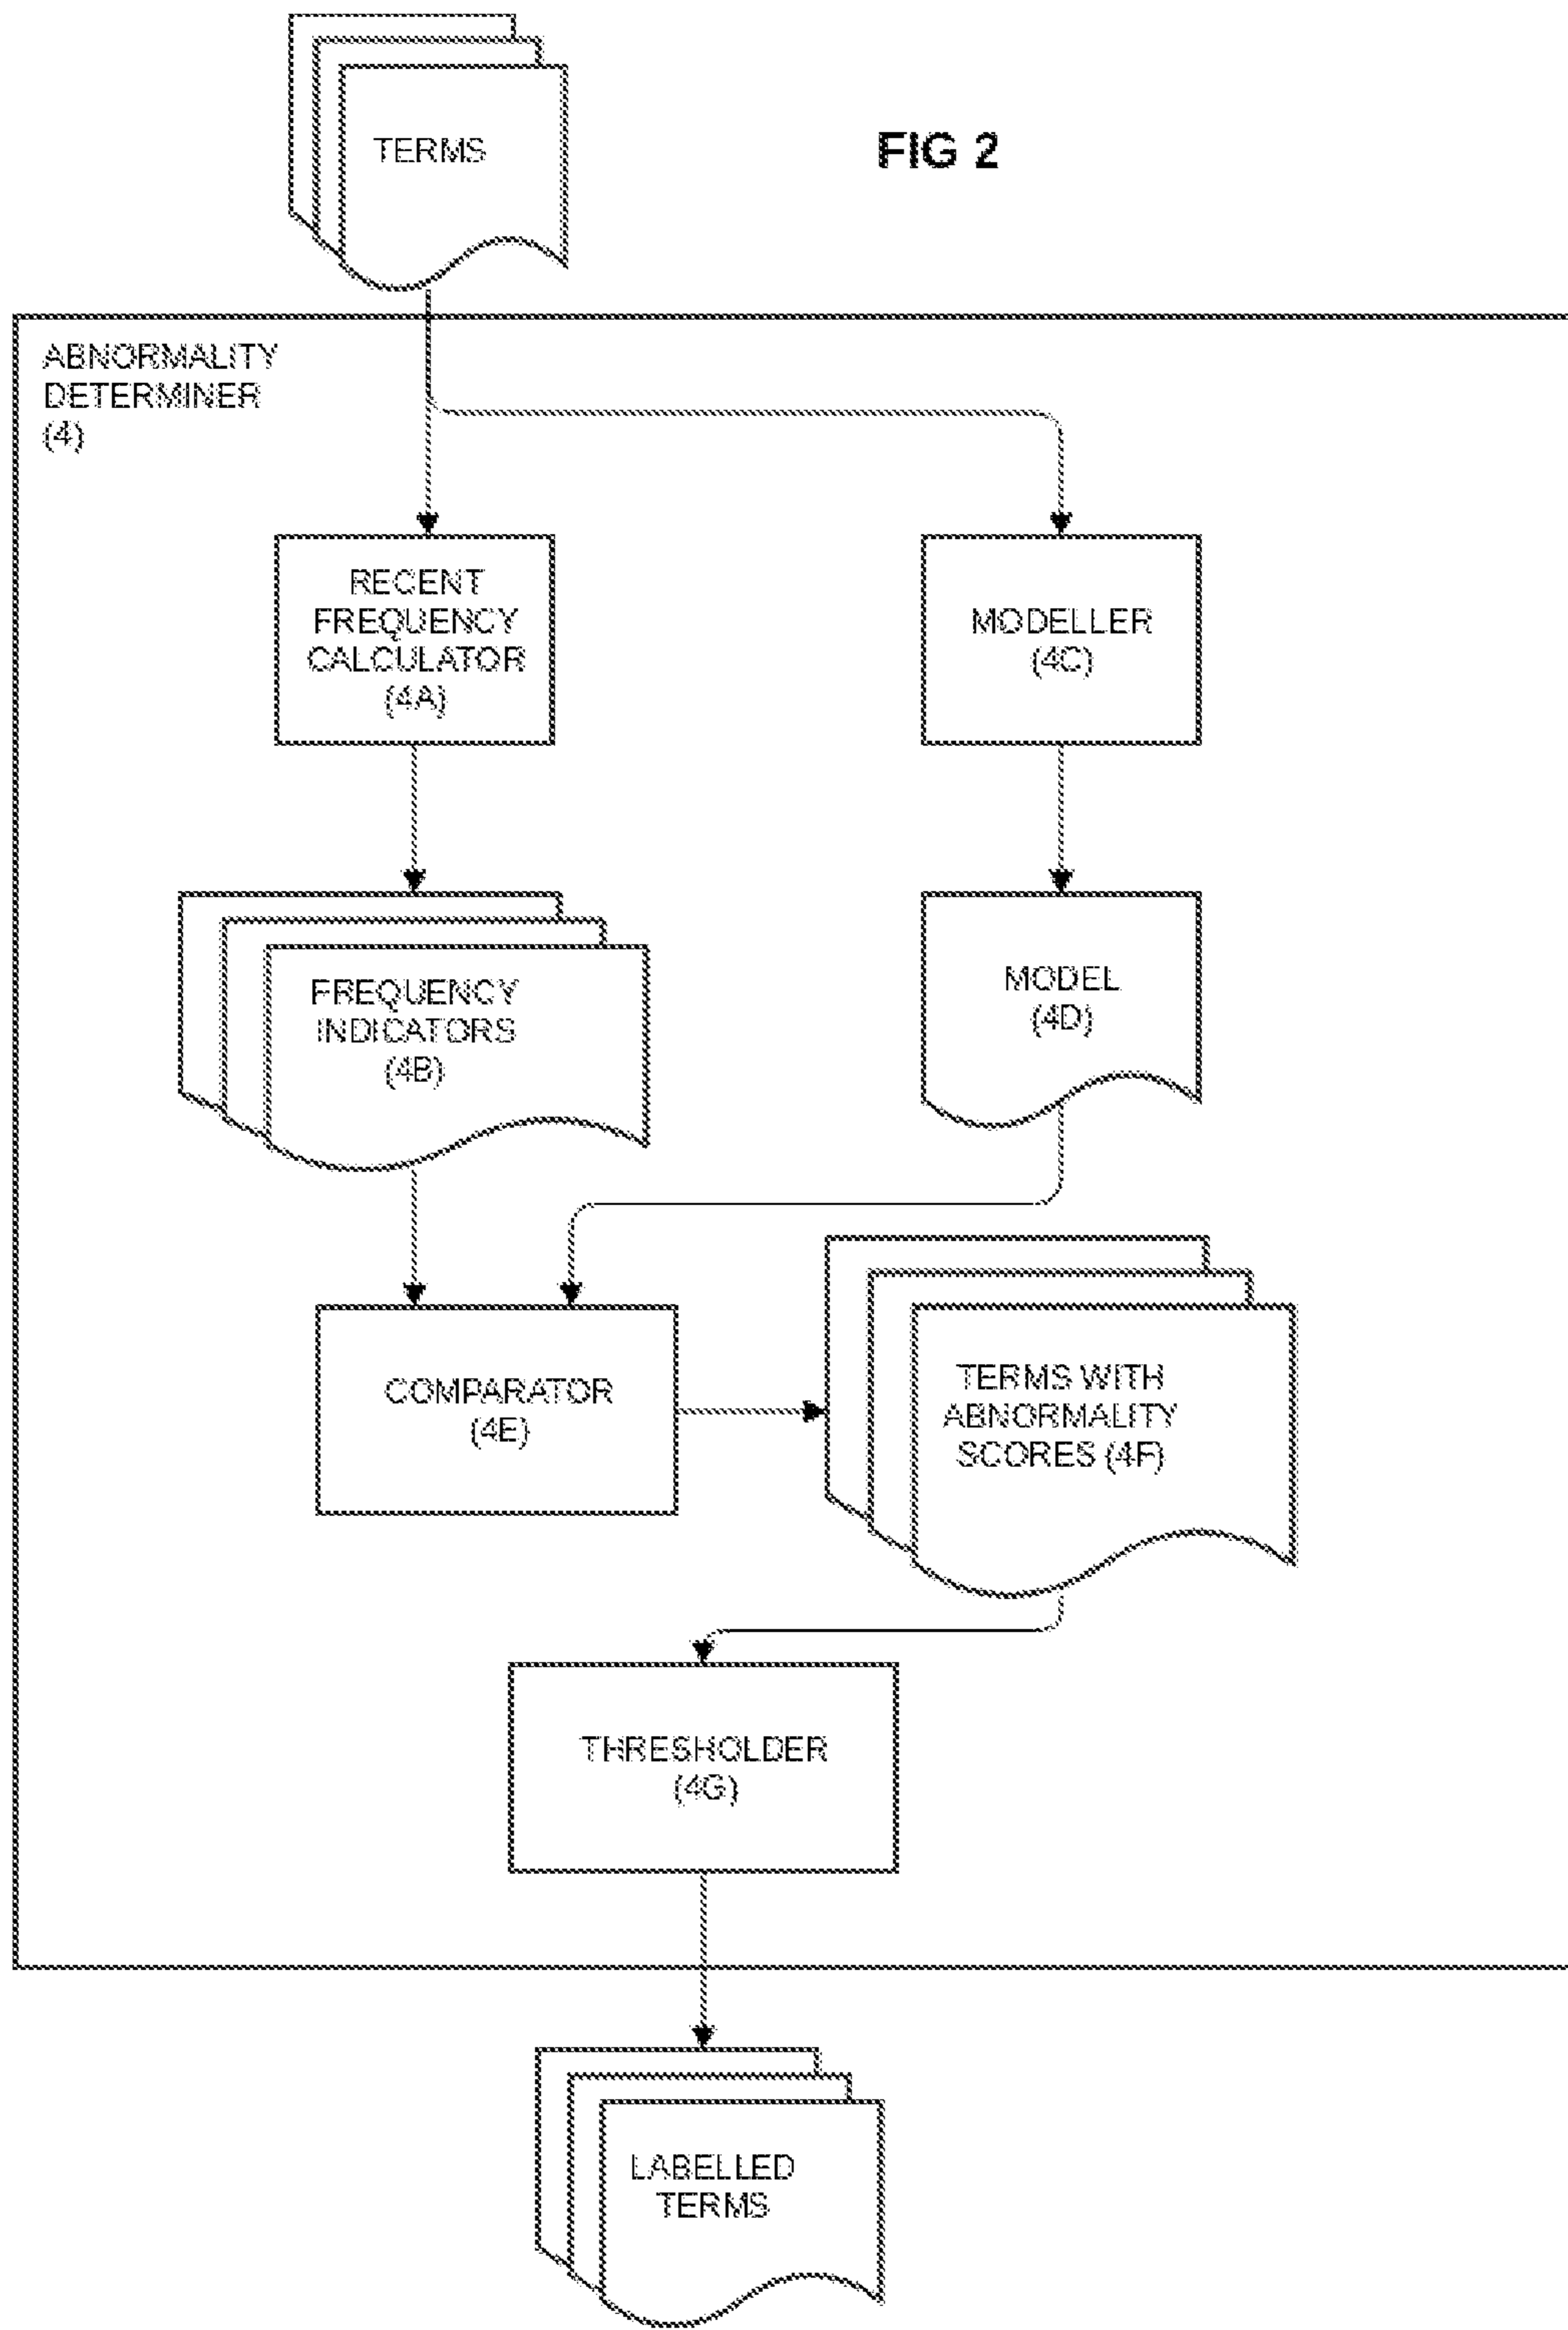 TERMS
FIG 2
ABNORMALITY
DETERMINER
(4)
RECENT
FREQUENCY
CALCULATOR
(4A)
MODELLER
(4C)
FREQUENCY
INDICATORS
(4B)
MODEL
(4D)
COMPARATOR
(4E)
TERMS WITH
ABNORMALITY
SCORES (4F)
THRESHOLDER
(4G)
LABELLED
TERMS